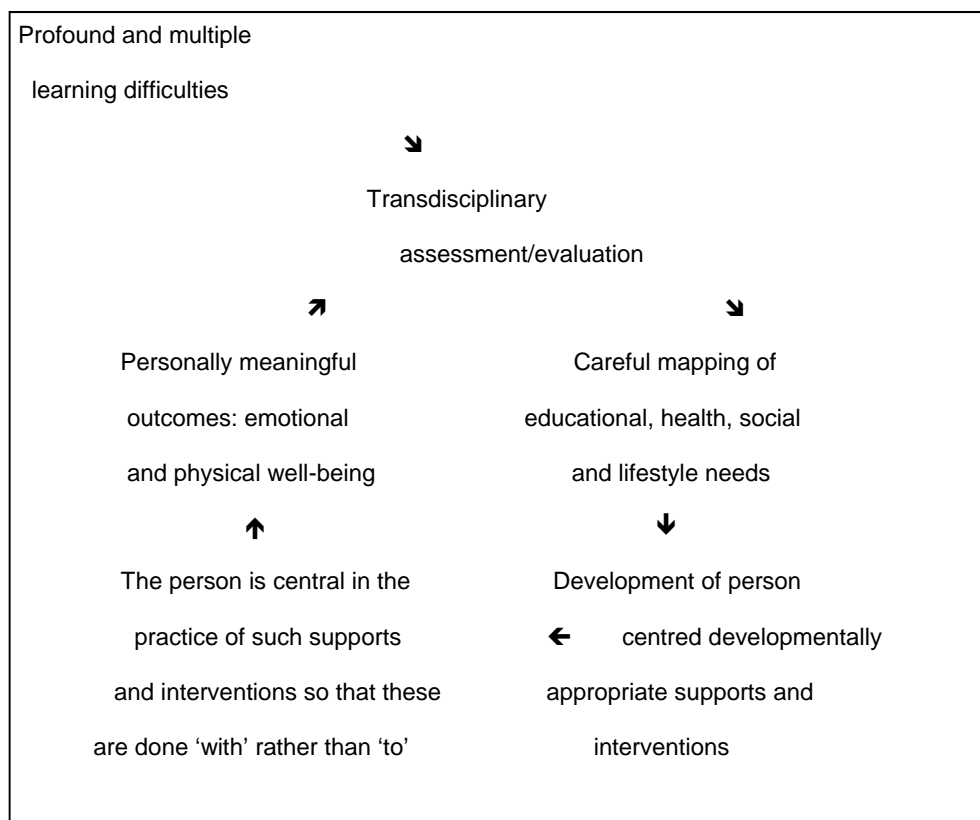 Profound and multiple
learning difficulties
➘
Transdisciplinary
assessment/evaluation
➚ ➘
Personally meaningful
outcomes: emotional
and physical well-being
Careful mapping of
educational, health, social
and lifestyle needs
🡹 🡻
The person is central in the
practice of such supports
and interventions so that these
are done ‘with’ rather than ‘to’
🡸
Development of person
centred developmentally
appropriate supports and
interventions